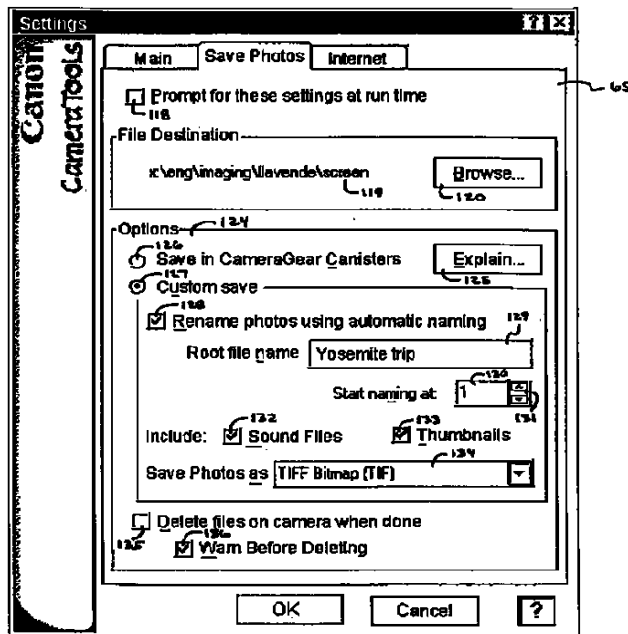 Settings
Canon
CameraTools
Main
Save Photos
Internet
65
Prompt for these settings at run time
118
File Destination
x:\eng\imaging\llavende\screen
119
Browse...
120
Options
124
126
Save in CameraGear Canisters
Explain...
125
127
Custom save
128
Rename photos using automatic naming
129
Root file name Yosemite trip
130
Start naming at: 1
131
132
133
Include: Sound Files Thumbnails
134
Save Photos as TIFF Bitmap (TIF)
Delete files on camera when done
135
136
Warn Before Deleting
OK
Cancel
?